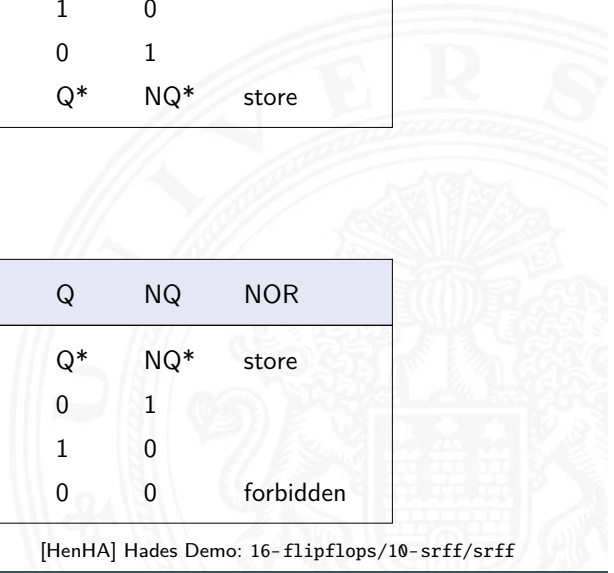 1 0
0 1
Q* NQ* store
Q NQ NOR
Q* NQ* store
0 1
1 0
0 0 forbidden
[HenHA] Hades Demo: 16-flipflops/10-srff/srff